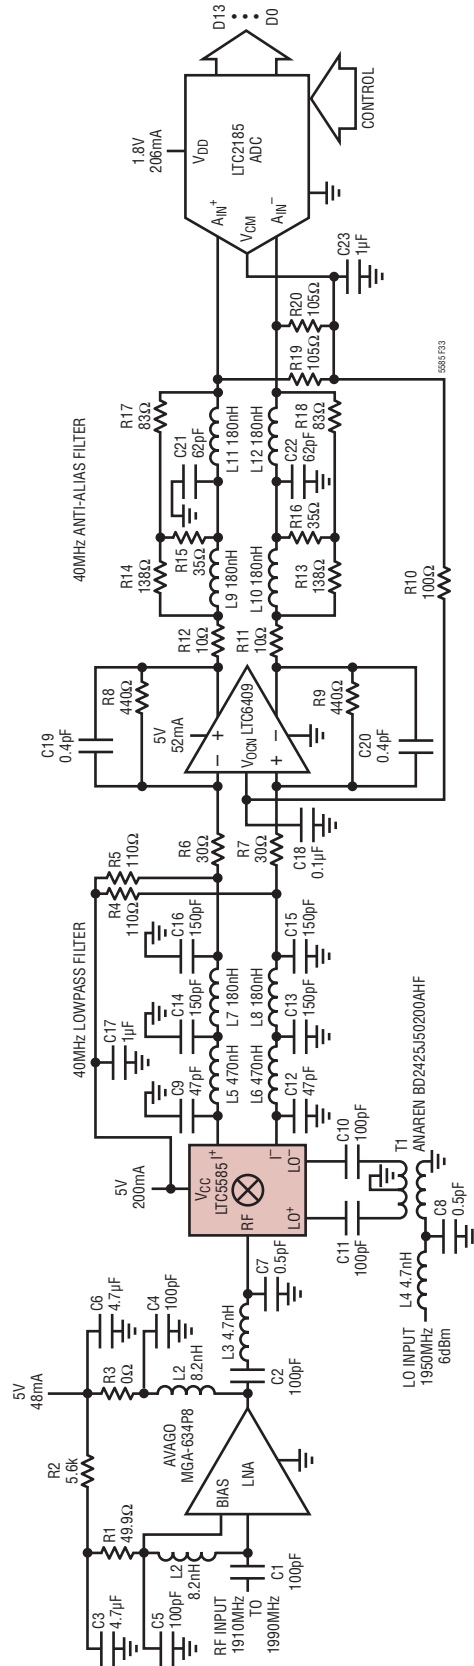 C3
4.7µF
R1
49.9Ω
C5
100pF
L2
8.2nH
RF INPUT
1910MHz
TO
1990MHz
C1
100pF
R2
5.6k
5V
48mA
C6
4.7µF
R3
0Ω
C4
100pF
L2
8.2nH
AVAGO
MGA-634P8
BIAS
LNA
C2
100pF
L3 4.7nH
C7
0.5pF
LO INPUT
1950MHz
6dBm
L4 4.7nH
C8
0.5pF
T1
ANAREN BD2425J50200AHF
C11
100pF
C10
100pF
5V
200mA
VCC
LTC5585
RF
I+
I−
LO+
LO−
40MHz LOWPASS FILTER
C17
1µF
C9
47pF
L5 470nH
C14
150pF
L7 180nH
C16
150pF
L6 470nH
L8 180nH
C12
47pF
C13
150pF
C15
150pF
R4
110Ω
R5
110Ω
R6
30Ω
R7
30Ω
C18
0.1µF
C19
0.4pF
R8
440Ω
5V
52mA
−
+
VOCN
LTC6409
+
−
R9
440Ω
C20
0.4pF
40MHz ANTI-ALIAS FILTER
R12
10Ω
R11
10Ω
R14
138Ω
R15
35Ω
L9 180nH
C21
62pF
R17
83Ω
L11 180nH
L10 180nH
L12 180nH
R13
138Ω
R16
35Ω
C22
62pF
R18
83Ω
R10
100Ω
R19
105Ω
R20
105Ω
C23
1µF
1.8V
206mA
VDD
AIN+
VCM
AIN−
LTC2185
ADC
D13 • • • D0
CONTROL
5585 F33